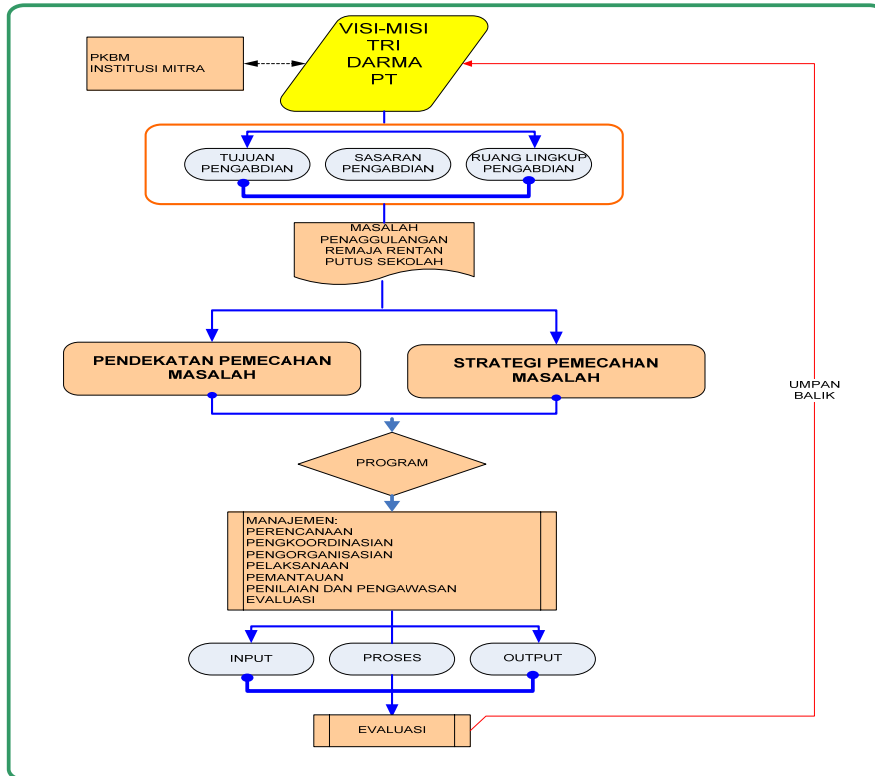 VISI-MISI
TRI
DARMA
PT
PKBM
INSTITUSI MITRA
TUJUAN
PENGABDIAN
SASARAN
PENGABDIAN
RUANG LINGKUP
PENGABDIAN
MASALAH
PENAGGULANGAN
REMAJA RENTAN
PUTUS SEKOLAH
PENDEKATAN PEMECAHAN
MASALAH
STRATEGI PEMECAHAN
MASALAH
UMPAN
BALIK
PROGRAM
MANAJEMEN:
PERENCANAAN
PENGKOORDINASIAN
PENGORGANISASIAN
PELAKSANAAN
PEMANTAUAN
PENILAIAN DAN PENGAWASAN
EVALUASI
INPUT
PROSES
OUTPUT
EVALUASI